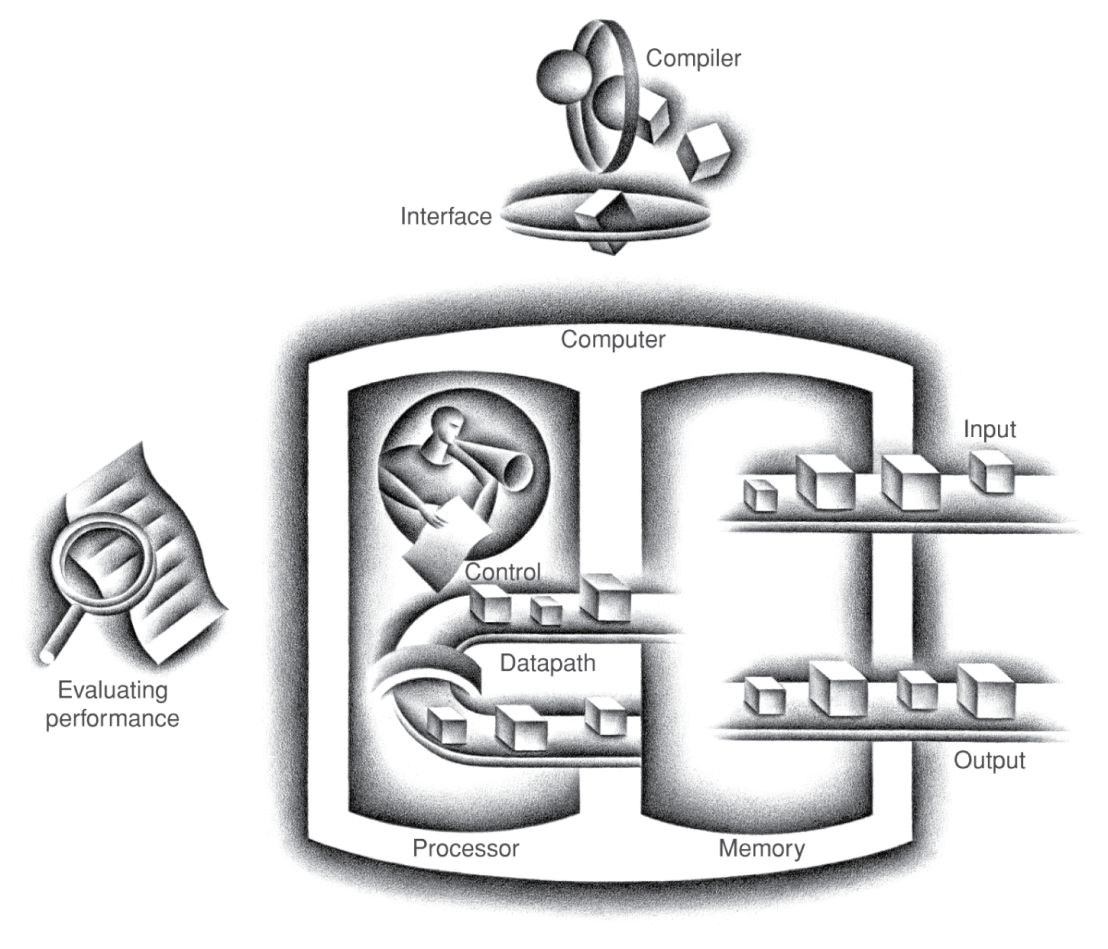 Compiler
Interface
Computer
Input
Control
Datapath
Evaluating
performance
Output
Processor
Memory